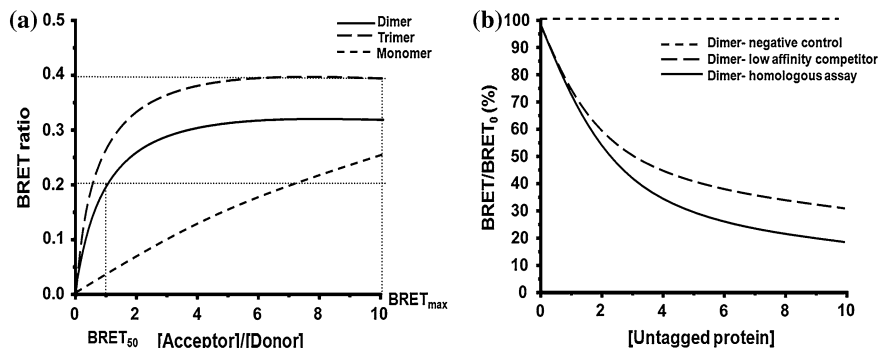 (a)
0.5
0.4
0.3
0.2
0.1
0.0
BRET ratio
Dimer
Trimer
Monomer
0 2 4 6 8 10
BRETmax
BRET50
[Acceptor]/[Donor]
(b)
100
90
80
70
60
50
40
30
20
10
0
BRET/BRET0 (%)
Dimer- negative control
Dimer- low affinity competitor
Dimer- homologous assay
0 2 4 6 8 10
[Untagged protein]